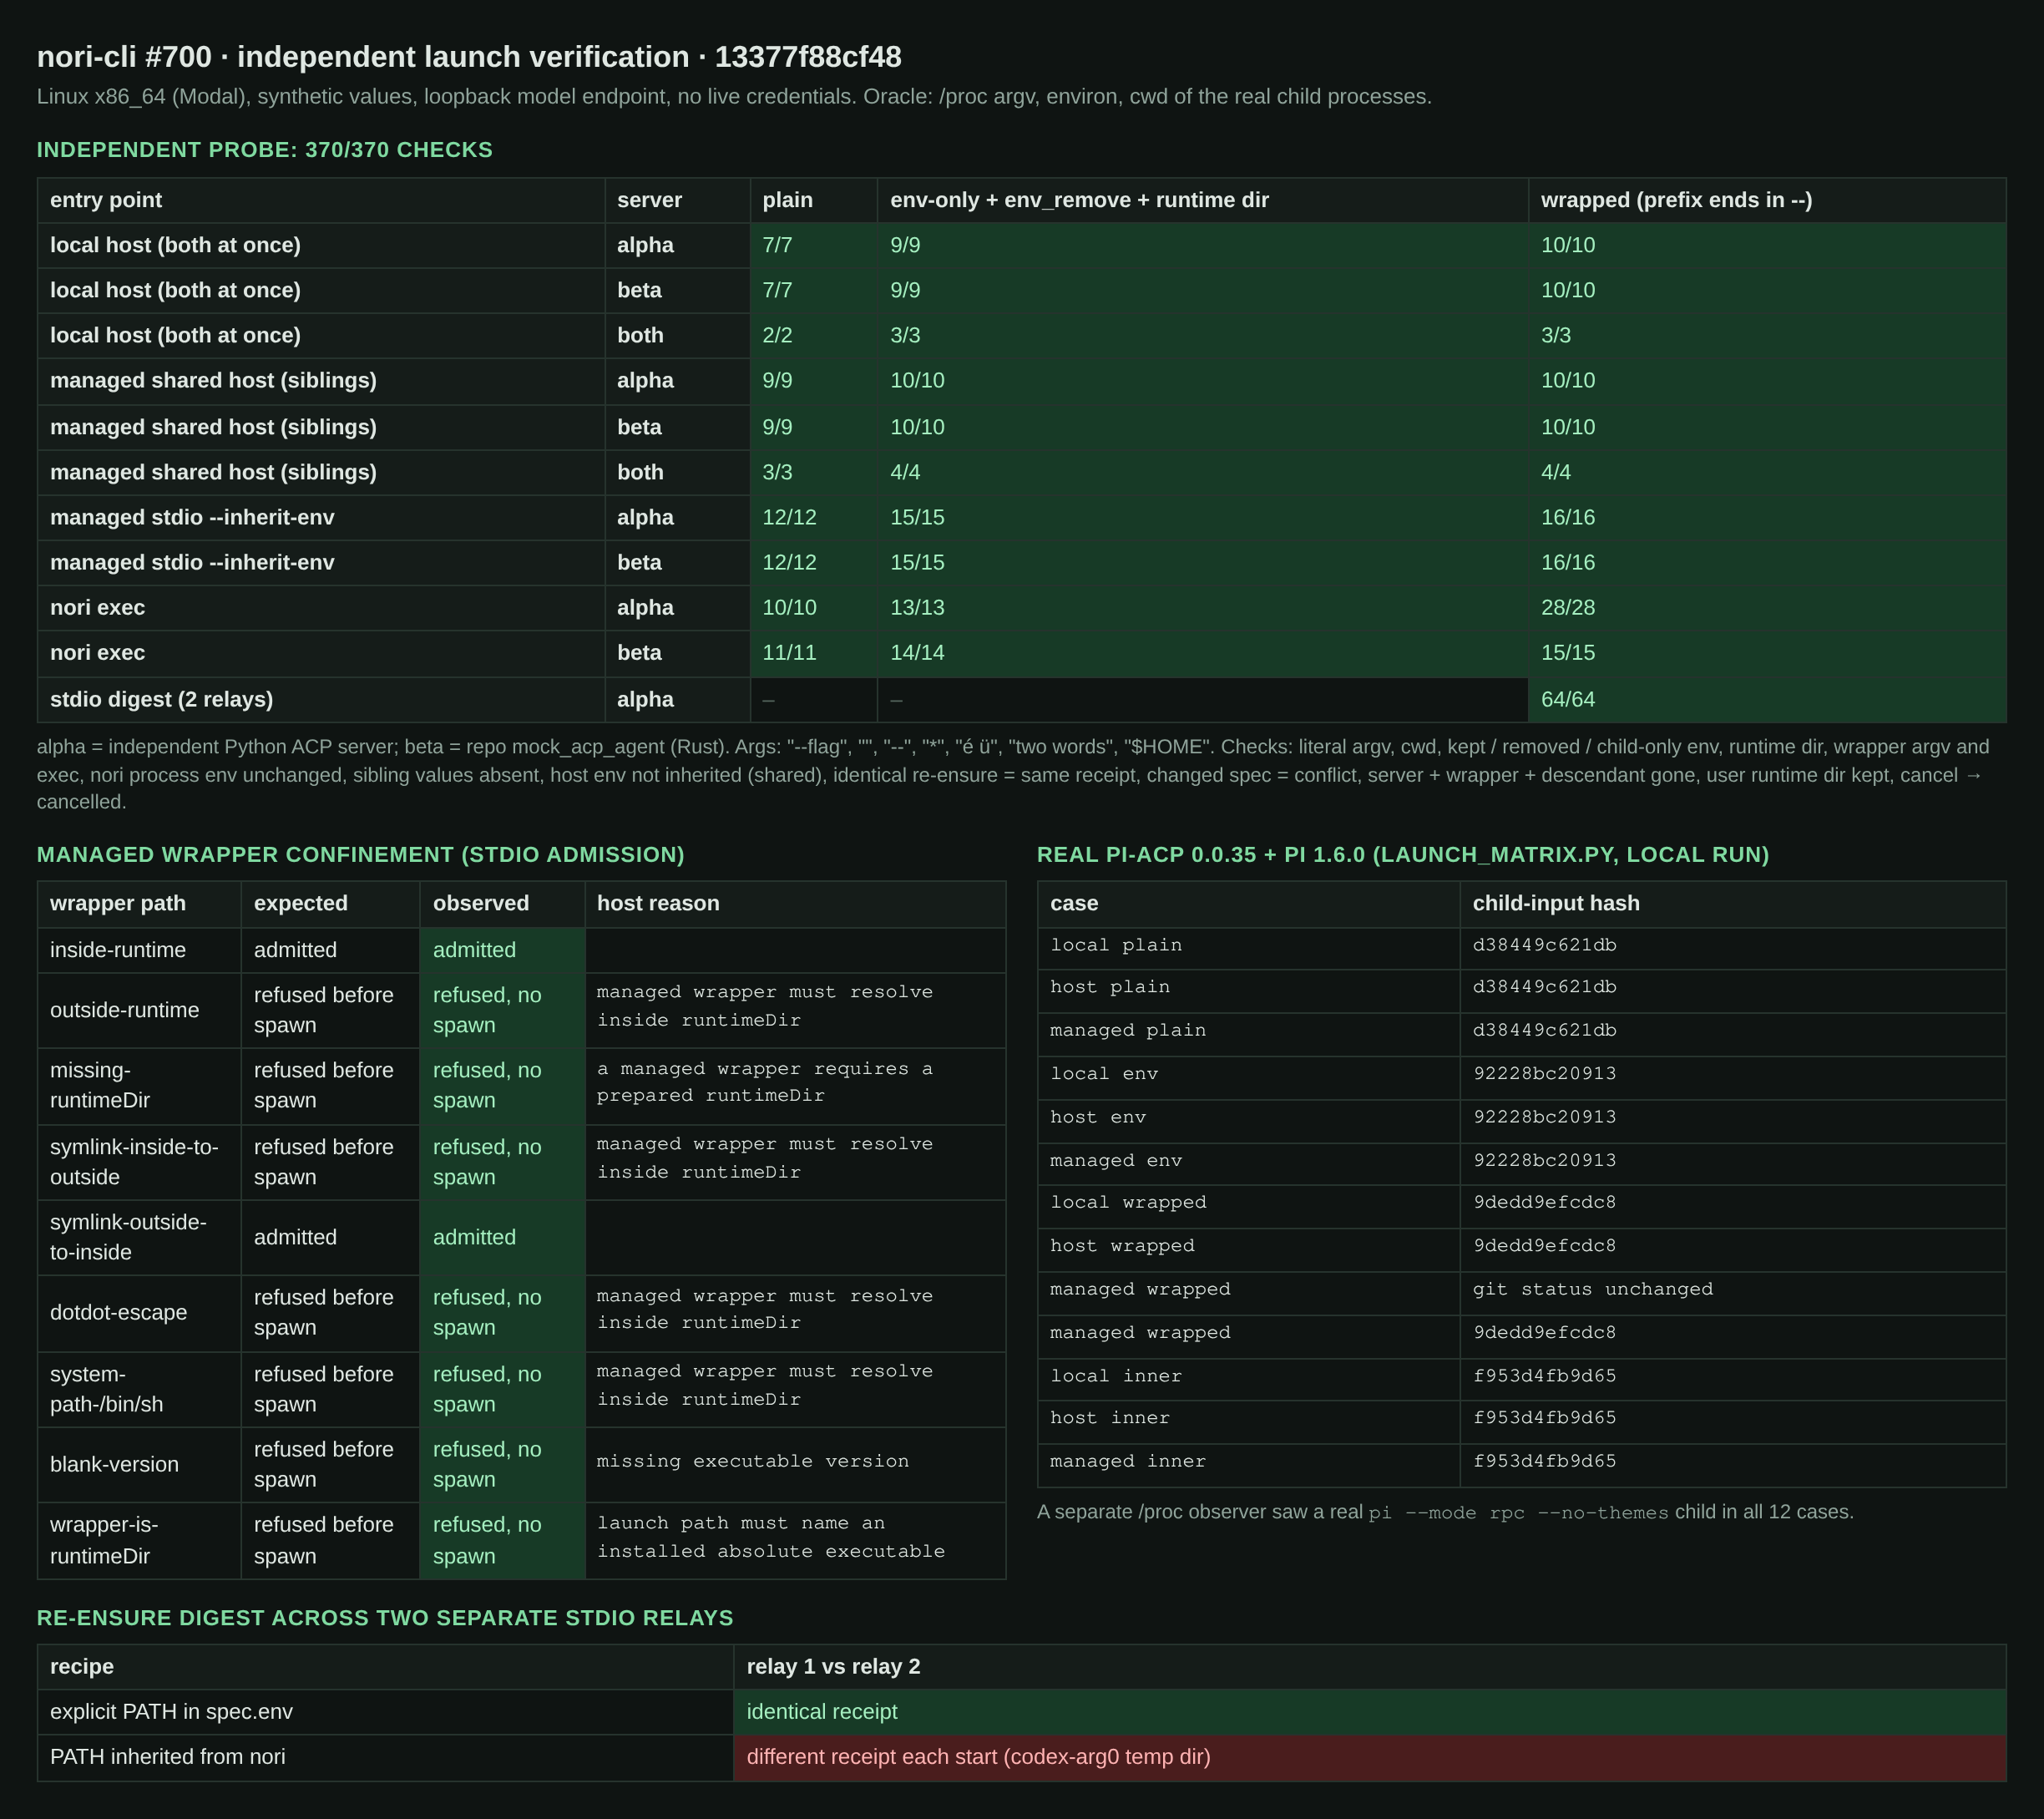 nori-cli #700 · independent launch verification · 13377f88cf48
Linux x86_64 (Modal), synthetic values, loopback model endpoint, no live credentials. Oracle: /proc argv, environ, cwd of the real child processes.
INDEPENDENT PROBE: 370/370 CHECKS
entry point server plain env-only + env_remove + runtime dir wrapped (prefix ends in --)
local host (both at once) alpha 7/7 9/9 10/10
local host (both at once) beta 7/7 9/9 10/10
local host (both at once) both 2/2 3/3 3/3
managed shared host (siblings) alpha 9/9 10/10 10/10
managed shared host (siblings) beta 9/9 10/10 10/10
managed shared host (siblings) both 3/3 4/4 4/4
managed stdio --inherit-env alpha 12/12 15/15 16/16
managed stdio --inherit-env beta 12/12 15/15 16/16
nori exec alpha 10/10 13/13 28/28
nori exec beta 11/11 14/14 15/15
stdio digest (2 relays) alpha – – 64/64
alpha = independent Python ACP server; beta = repo mock_acp_agent (Rust). Args: "--flag", "", "--", "*", "é ü", "two words", "$HOME". Checks: literal argv, cwd, kept / removed / child-only env, runtime dir, wrapper argv and
exec, nori process env unchanged, sibling values absent, host env not inherited (shared), identical re-ensure = same receipt, changed spec = conflict, server + wrapper + descendant gone, user runtime dir kept, cancel →
cancelled.
MANAGED WRAPPER CONFINEMENT (STDIO ADMISSION)
wrapper path expected observed host reason
inside-runtime admitted admitted
outside-runtime
refused before
spawn
refused, no
spawn
managed wrapper must resolve
inside runtimeDir
missing-
runtimeDir
refused before
spawn
refused, no
spawn
a managed wrapper requires a
prepared runtimeDir
symlink-inside-to-
outside
refused before
spawn
refused, no
spawn
managed wrapper must resolve
inside runtimeDir
symlink-outside-
to-inside
admitted
admitted
dotdot-escape
refused before
spawn
refused, no
spawn
managed wrapper must resolve
inside runtimeDir
system-
path-/bin/sh
refused before
spawn
refused, no
spawn
managed wrapper must resolve
inside runtimeDir
blank-version
refused before
spawn
refused, no
spawn
missing executable version
wrapper-is-
runtimeDir
refused before
spawn
refused, no
spawn
launch path must name an
installed absolute executable
REAL PI-ACP 0.0.35 + PI 1.6.0 (LAUNCH_MATRIX.PY, LOCAL RUN)
case child-input hash
local plain d38449c621db
host plain d38449c621db
managed plain d38449c621db
local env 92228bc20913
host env 92228bc20913
managed env 92228bc20913
local wrapped 9dedd9efcdc8
host wrapped 9dedd9efcdc8
managed wrapped git status unchanged
managed wrapped 9dedd9efcdc8
local inner f953d4fb9d65
host inner f953d4fb9d65
managed inner f953d4fb9d65
A separate /proc observer saw a real pi --mode rpc --no-themes child in all 12 cases.
RE-ENSURE DIGEST ACROSS TWO SEPARATE STDIO RELAYS
recipe relay 1 vs relay 2
explicit PATH in spec.env identical receipt
PATH inherited from nori different receipt each start (codex-arg0 temp dir)